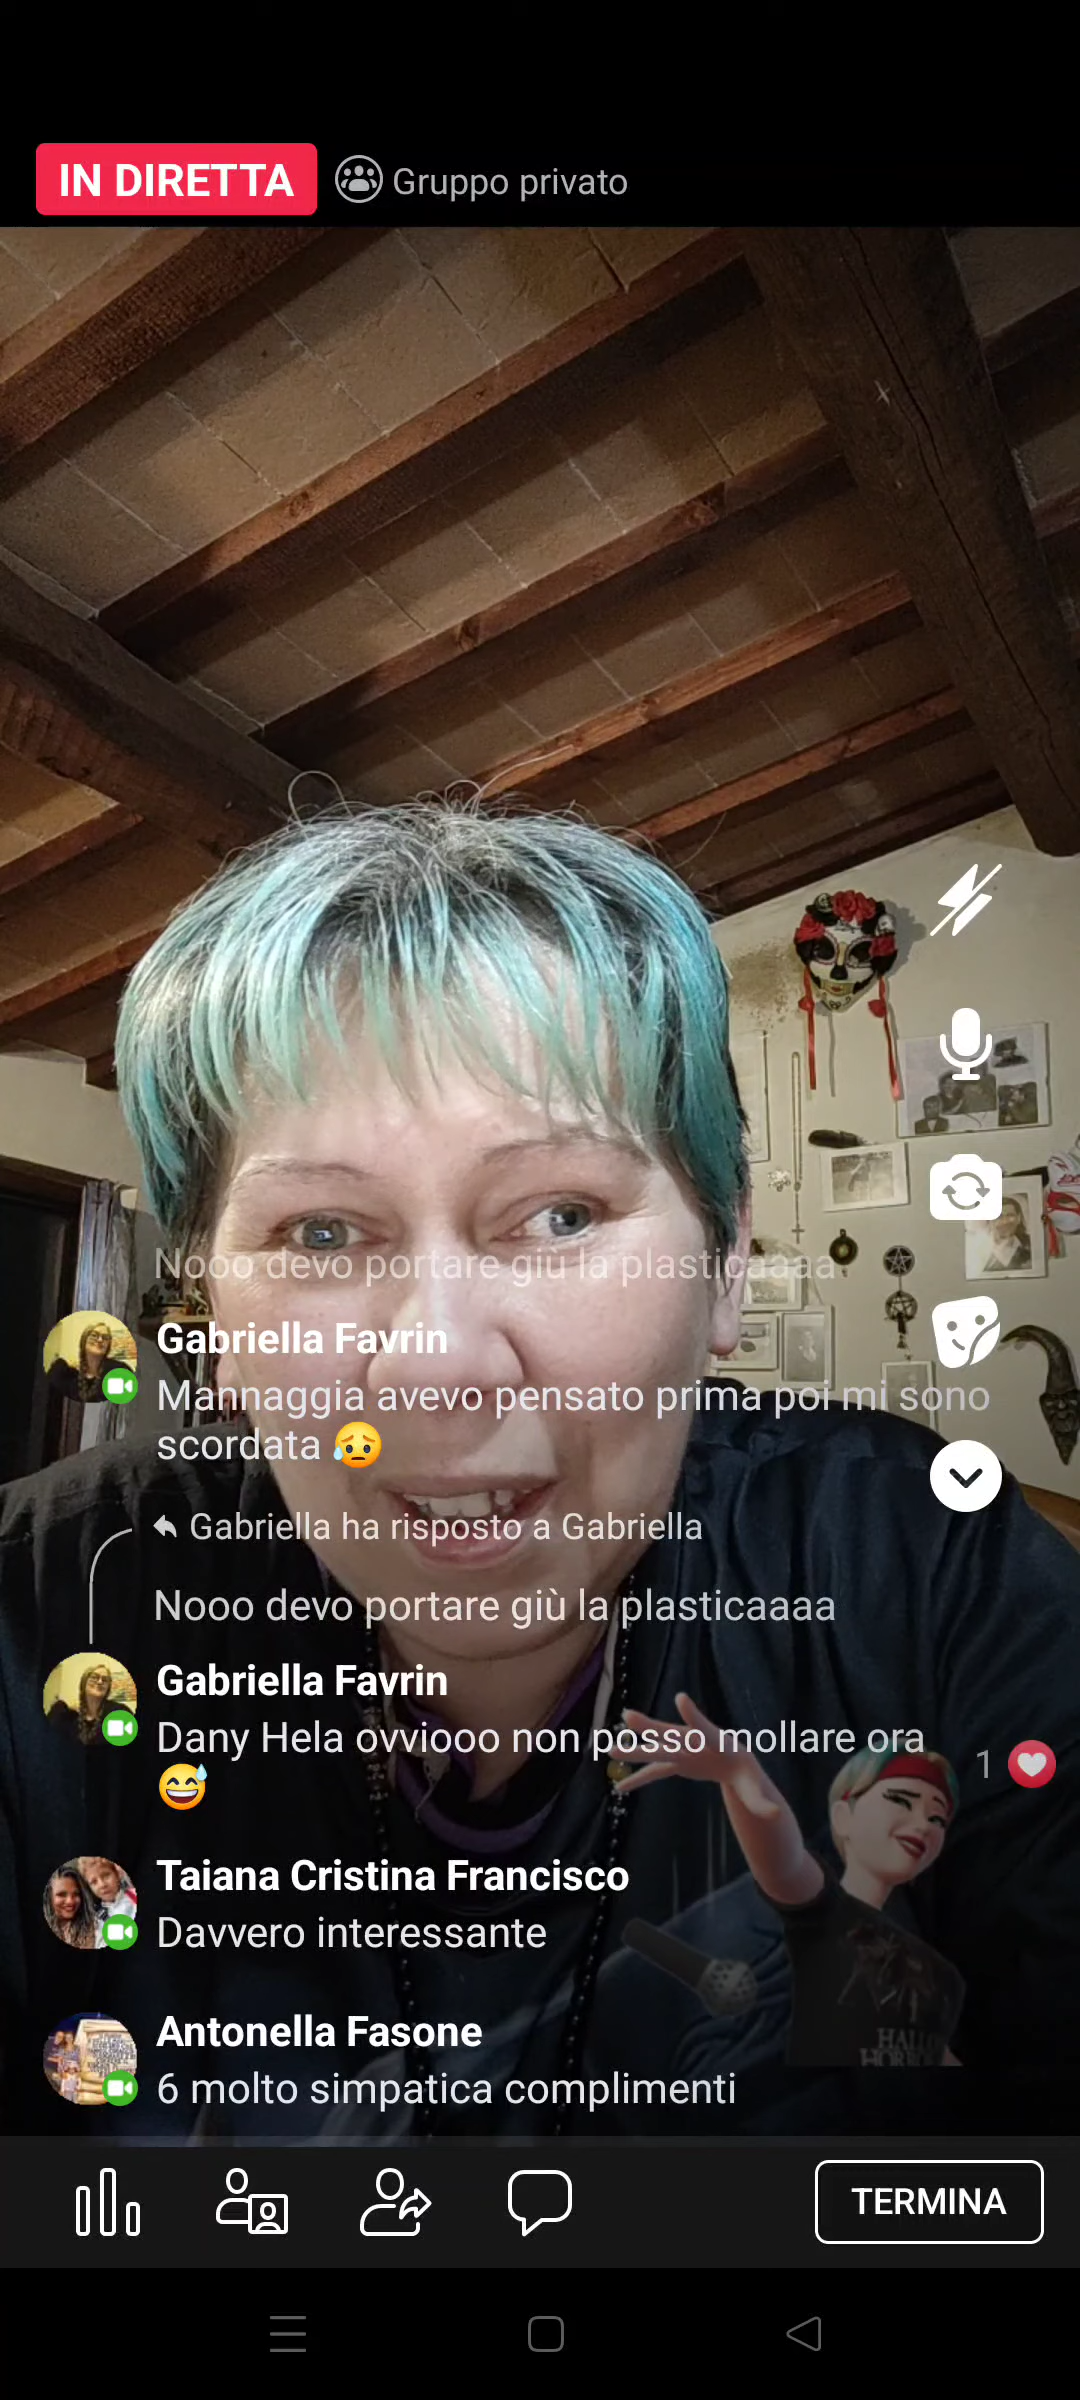 IN DIRETTA
Gruppo privato
Nooo devo portare giù la plasticaaaa
Gabriella Favrin
Mannaggia avevo pensato prima poi mi sono
scordata 😥
Gabriella ha risposto a Gabriella
Nooo devo portare giù la plasticaaaa
Gabriella Favrin
Dany Hela ovviooo non posso mollare ora
😅
1
Taiana Cristina Francisco
Davvero interessante
Antonella Fasone
6 molto simpatica complimenti
TERMINA